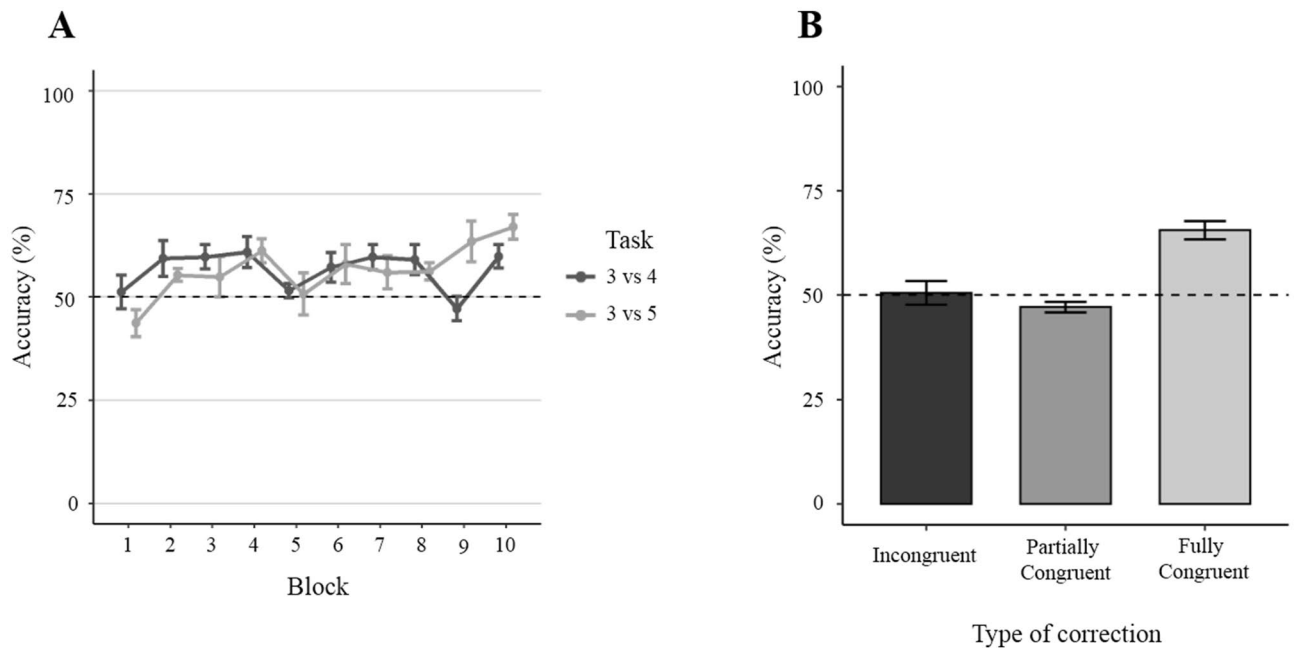 A
100
75
50
25
0
Accuracy (%)
1 2 3 4 5 6 7 8 9 10
Block
Task
3 vs 4
3 vs 5
B
100
75
50
25
0
Accuracy (%)
Incongruent
Partially
Congruent
Fully
Congruent
Type of correction